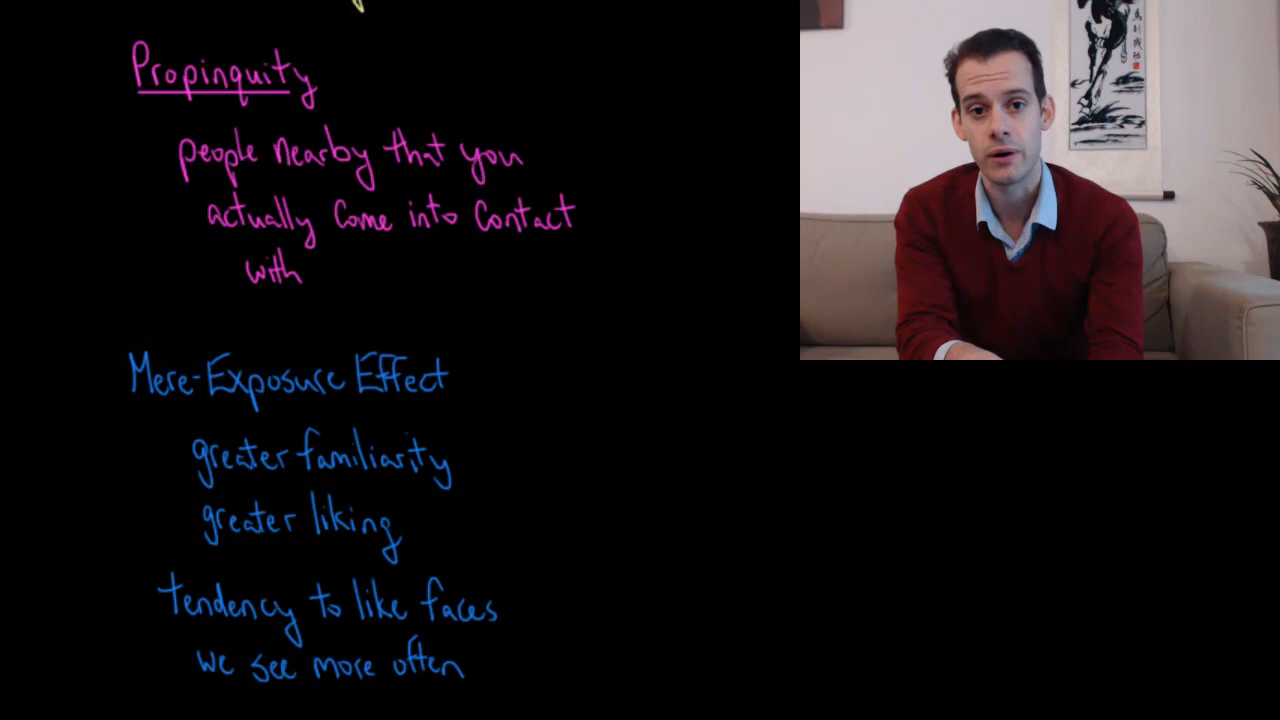 Propinquity
people nearby that you
actually come into contact
with
Mere-Exposure Effect
greater familiarity
greater liking
tendency to like faces
we see more often